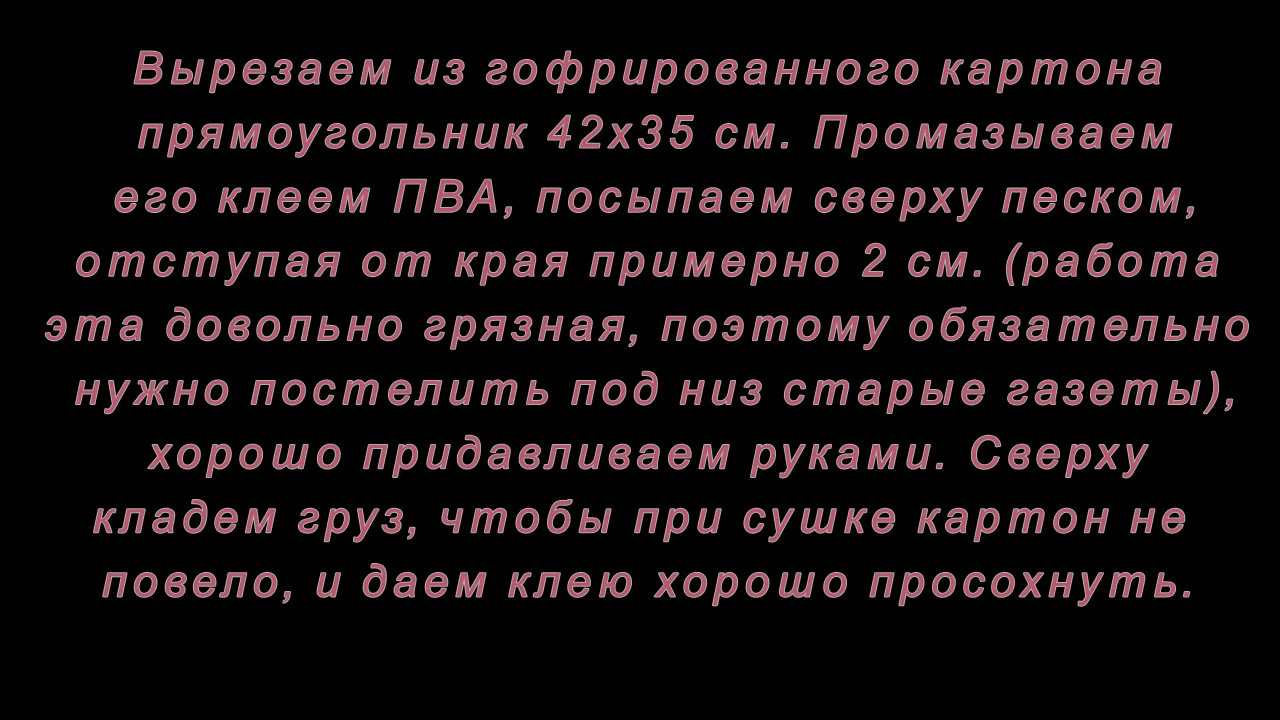 Вырезаем из гофрированного картона
прямоугольник 42х35 см. Промазываем
его клеем ПВА, посыпаем сверху песком,
отступая от края примерно 2 см. (работа
эта довольно грязная, поэтому обязательно
нужно постелить под низ старые газеты),
хорошо придавливаем руками. Сверху
кладем груз, чтобы при сушке картон не
повело, и даем клею хорошо просохнуть.